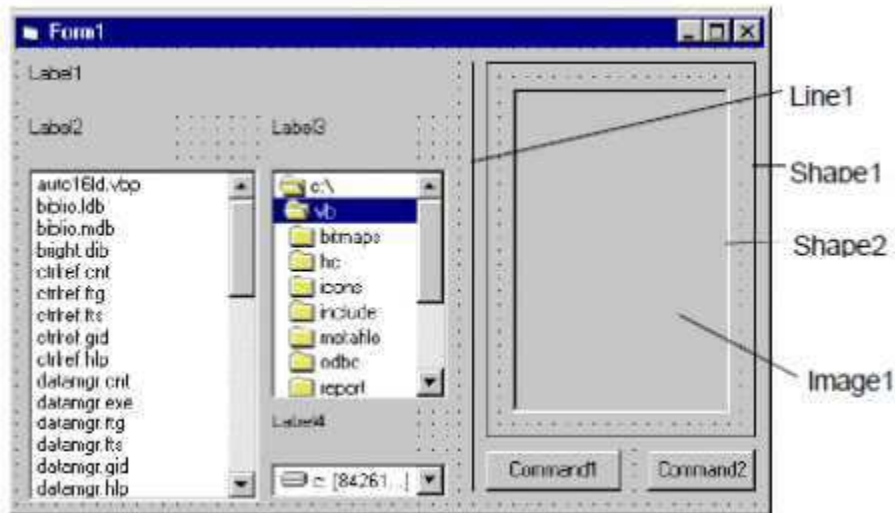 Form1
Label1
Label2
Label3
auto16ld.vbp
biblio.ldb
biblio.mdb
bright.dib
ctrlref.cnt
ctrlref.ftg
ctrlref.fts
ctrlref.gid
ctrlref.hlp
datamgr.cnt
datamgr.exe
datamgr.ftg
datamgr.fts
datamgr.gid
datamgr.hlp
c:\
vb
bitmaps
hc
icons
include
metafile
odbc
report
Label4
c: [84261...]
Command1
Command2
Line1
Shape1
Shape2
Image1